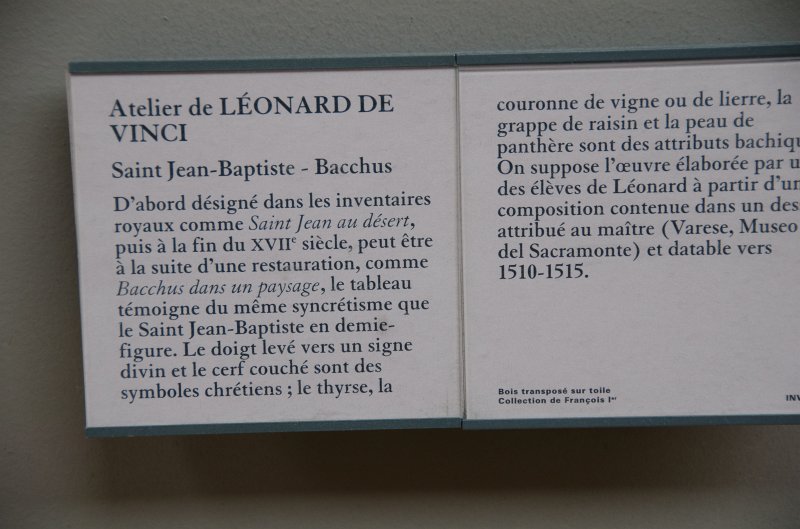 Atelier de LÉONARD DE
VINCI
Saint Jean-Baptiste - Bacchus
D'abord désigné dans les inventaires
royaux comme Saint Jean au désert,
puis à la fin du XVIIe siècle, peut être
à la suite d'une restauration, comme
Bacchus dans un paysage, le tableau
témoigne du même syncrétisme que
le Saint Jean-Baptiste en demie-
figure. Le doigt levé vers un signe
divin et le cerf couché sont des
symboles chrétiens ; le thyrse, la
couronne de vigne ou de lierre, la
grappe de raisin et la peau de
panthère sont des attributs
On suppose l'œuvre élaborée par
des élèves de Léonard à partir
composition contenue dans un
attribué au maître (Varese, Museo
del Sacramonte) et datable vers
1510-1515.
Bois transposé sur toile
Collection de François Ier
INV